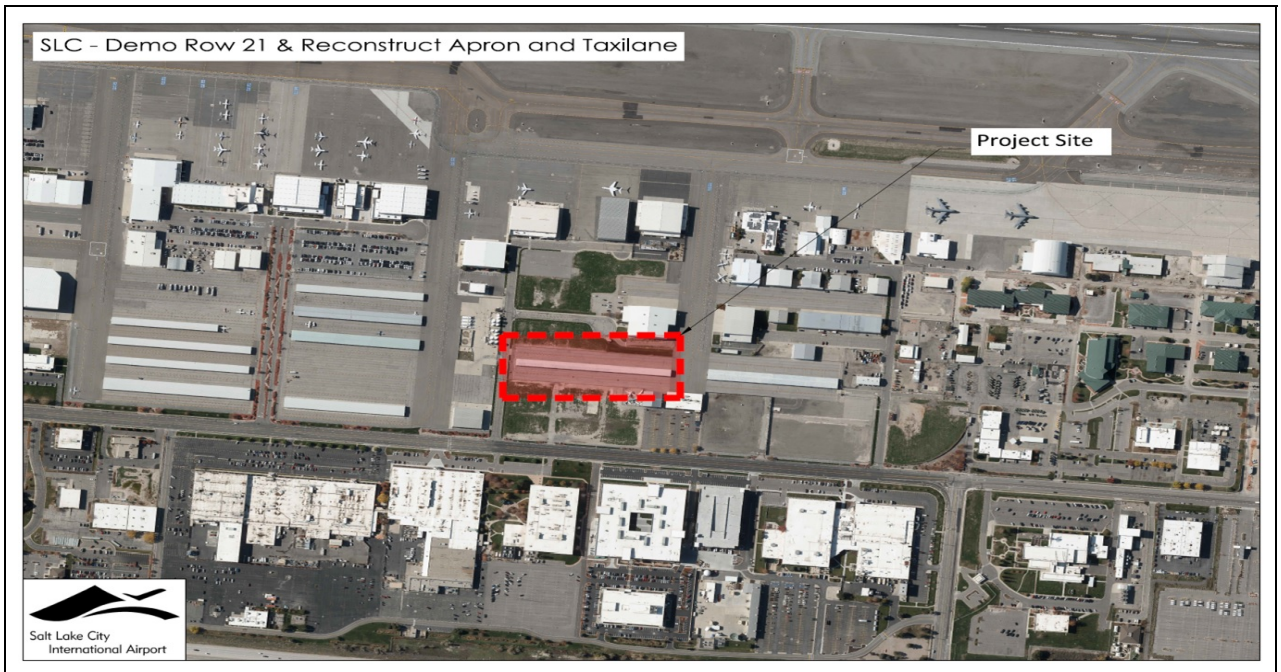 SLC - Demo Row 21 & Reconstruct Apron and Taxilane
Project Site
Salt Lake City
International Airport